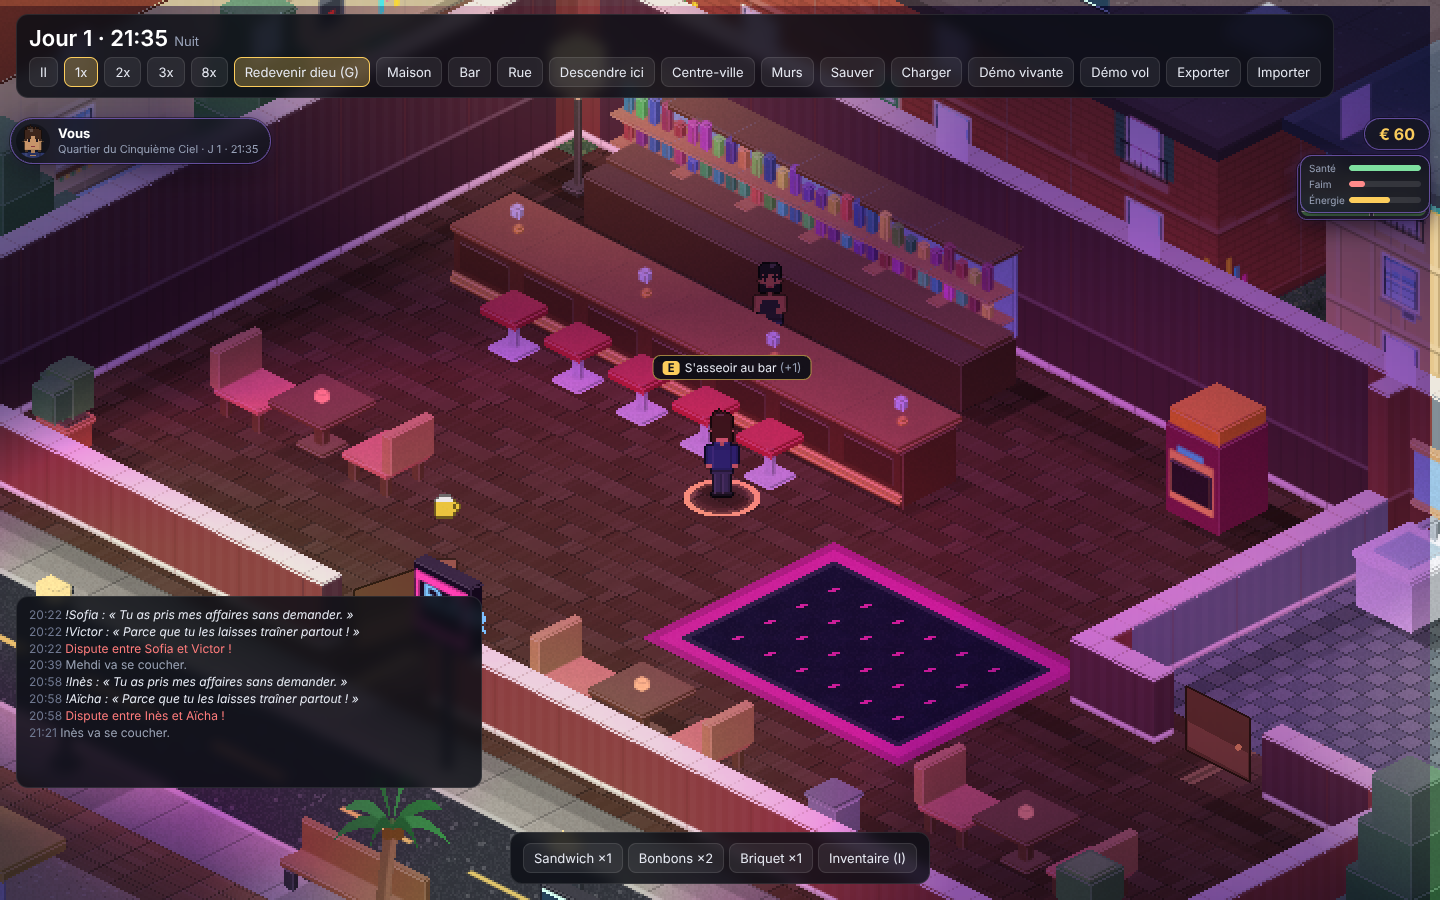 Jour 1 · 21:35 Nuit
II 1x 2x 3x 8x Redevenir dieu (G) Maison Bar Rue Descendre ici Centre-ville Murs Sauver Charger Démo vivante Démo vol Exporter Importer
Vous
Quartier du Cinquième Ciel · J 1 · 21:35
€ 60
Santé
Faim
Énergie
E S'asseoir au bar (+1)
20:22 !Sofia : « Tu as pris mes affaires sans demander. »
20:22 !Victor : « Parce que tu les laisses traîner partout ! »
20:22 Dispute entre Sofia et Victor !
20:39 Mehdi va se coucher.
20:58 !Inès : « Tu as pris mes affaires sans demander. »
20:58 !Aïcha : « Parce que tu les laisses traîner partout ! »
20:58 Dispute entre Inès et Aïcha !
21:21 Inès va se coucher.
Sandwich ×1 Bonbons ×2 Briquet ×1 Inventaire (I)